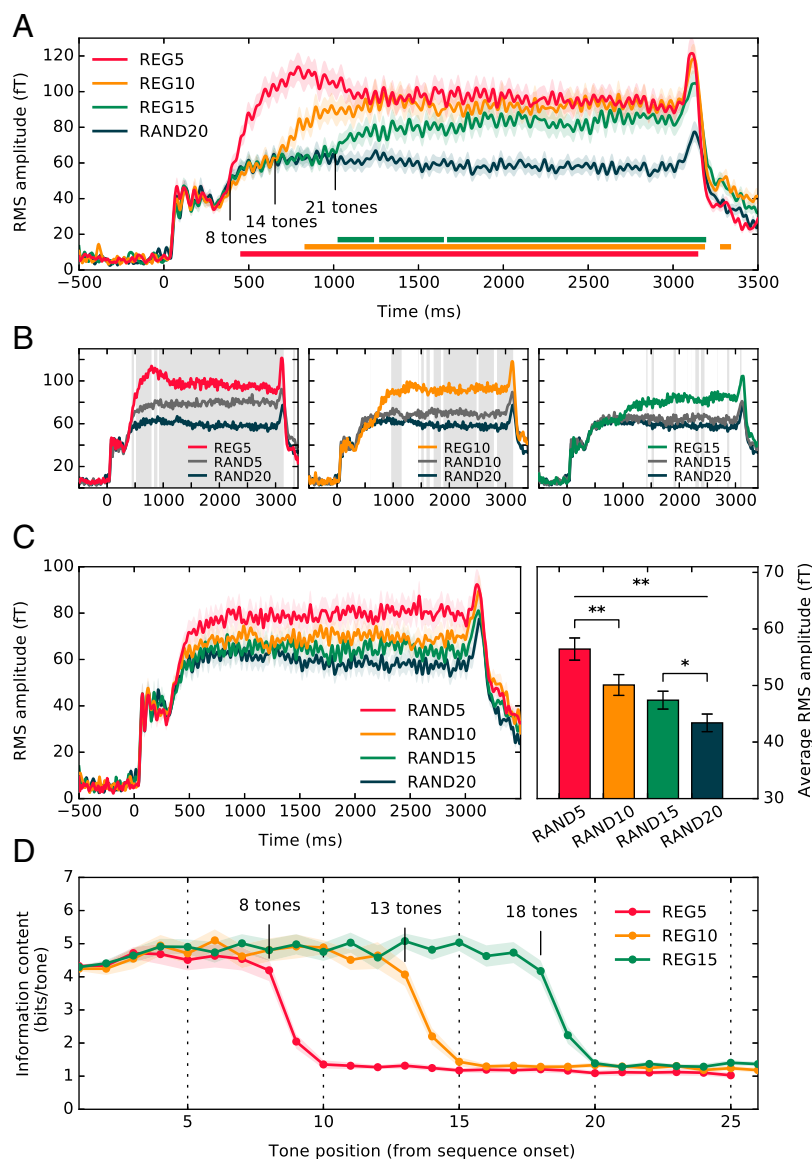 A
RMS amplitude (fT)
120
100
80
60
40
20
0
REG5
REG10
REG15
RAND20
8 tones
14 tones
21 tones
−500 0 500 1000 1500 2000 2500 3000 3500
Time (ms)
B
100
60
20
REG5
RAND5
RAND20
0 1000 2000 3000
REG10
RAND10
RAND20
0 1000 2000 3000
REG15
RAND15
RAND20
0 1000 2000 3000
C
RMS amplitude (fT)
100
80
60
40
20
0
RAND5
RAND10
RAND15
RAND20
−500 0 500 1000 1500 2000 2500 3000
Time (ms)
**
**
*
70
60
50
40
30
Average RMS amplitude (fT)
RAND5 RAND10 RAND15 RAND20
D
Information content
(bits/tone)
7
6
5
4
3
2
1
0
8 tones
13 tones
18 tones
REG5
REG10
REG15
5 10 15 20 25
Tone position (from sequence onset)